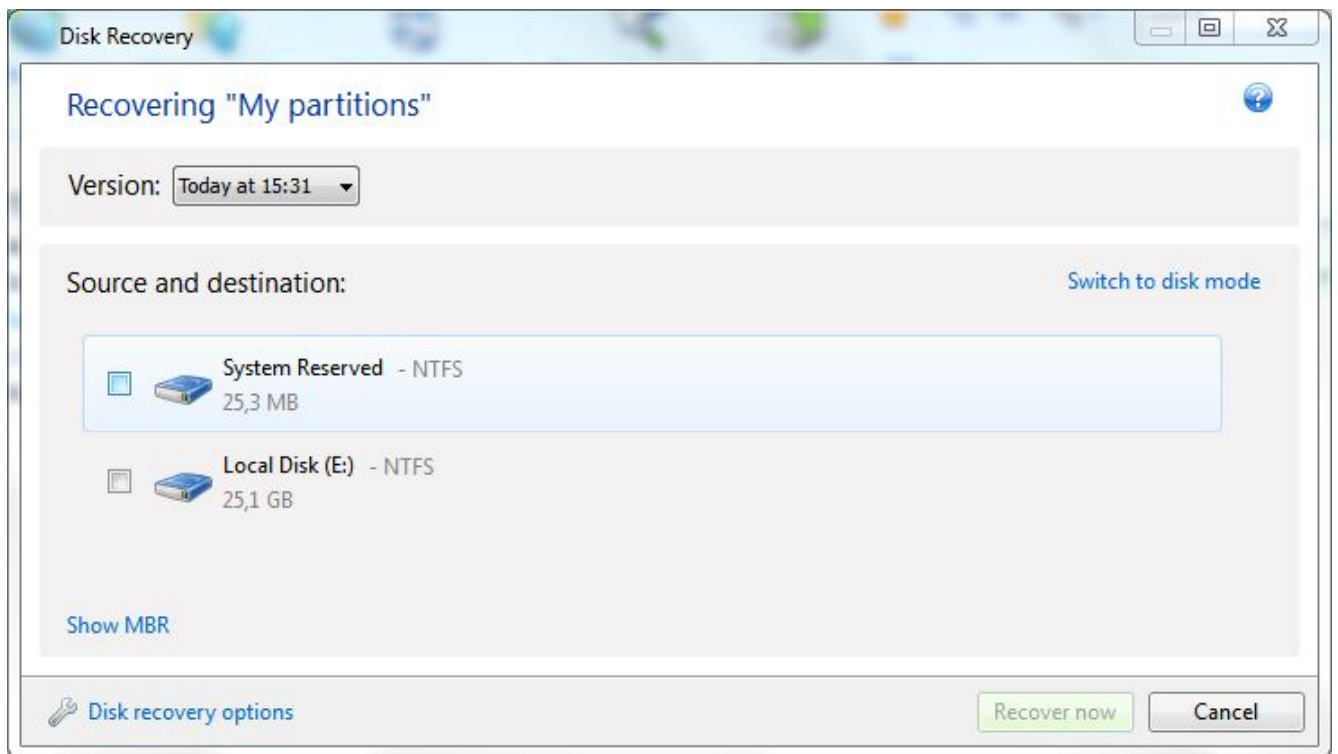 Disk Recovery
Recovering "My partitions"
Version: Today at 15:31
Source and destination:
Switch to disk mode
System Reserved - NTFS
25,3 MB
Local Disk (E:) - NTFS
25,1 GB
Show MBR
Disk recovery options
Recover now
Cancel